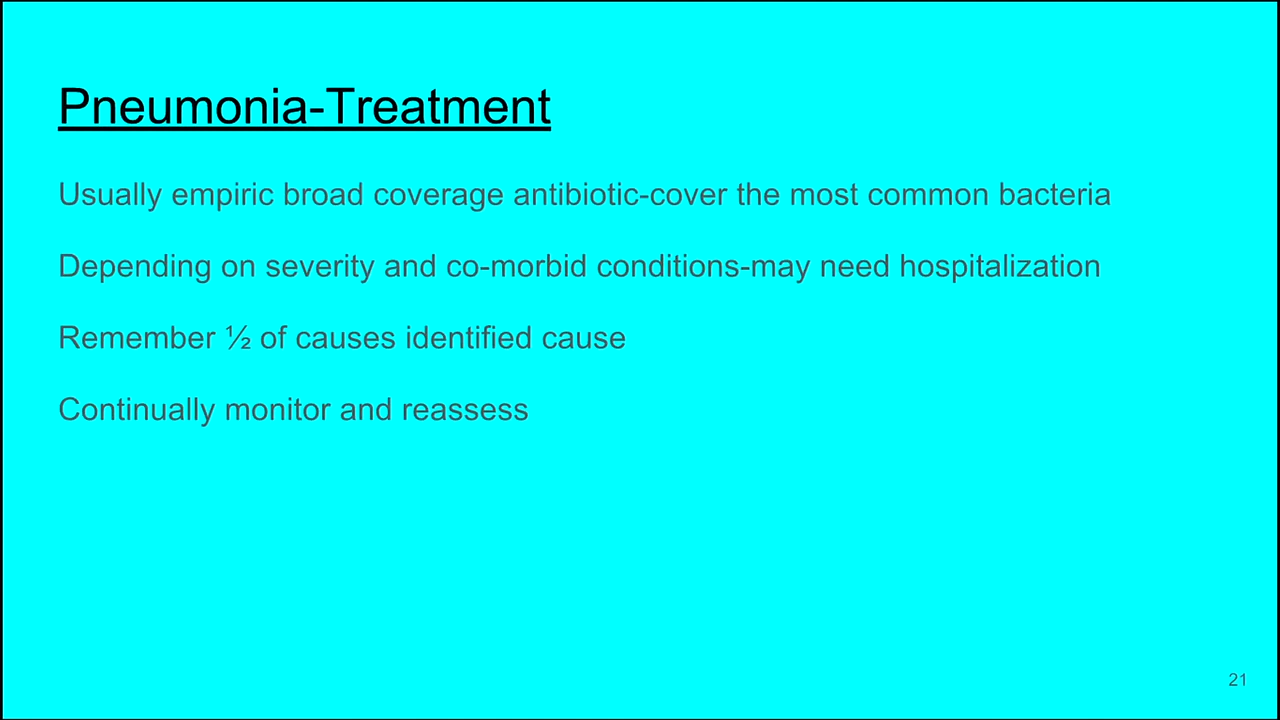 Pneumonia-Treatment
Usually empiric broad coverage antibiotic-cover the most common bacteria
Depending on severity and co-morbid conditions-may need hospitalization
Remember ½ of causes identified cause
Continually monitor and reassess
21